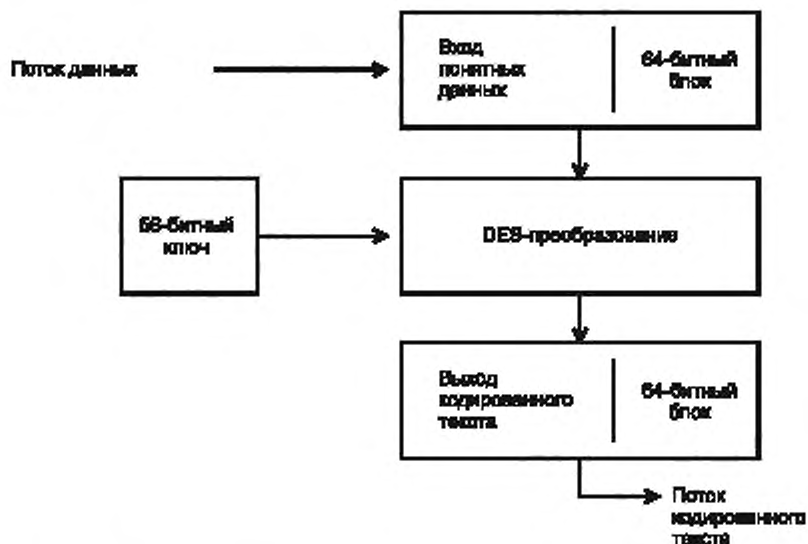 Поток данных
Вход
понятных
данных
64-битный
блок
56-битный
ключ
DES-преобразование
Выход
кодированного
текста
64-битный
блок
Поток
кодированного
текста